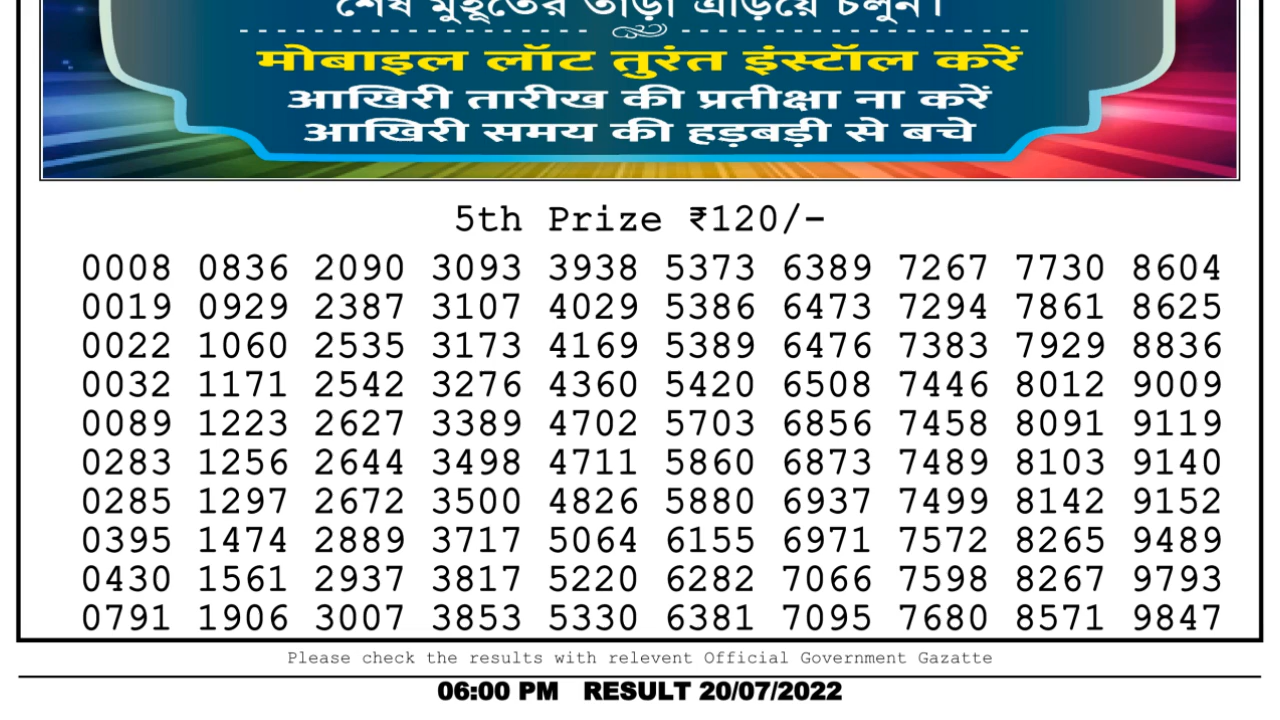 শেষ মুহূর্তের তাড়া এড়িয়ে চলুন।
मोबाइल लॉट तुरंत इंस्टॉल करें
आखिरी तारीख की प्रतीक्षा ना करें
आखिरी समय की हड़बड़ी से बचे
5th Prize ₹120/-
0008 0836 2090 3093 3938 5373 6389 7267 7730 8604
0019 0929 2387 3107 4029 5386 6473 7294 7861 8625
0022 1060 2535 3173 4169 5389 6476 7383 7929 8836
0032 1171 2542 3276 4360 5420 6508 7446 8012 9009
0089 1223 2627 3389 4702 5703 6856 7458 8091 9119
0283 1256 2644 3498 4711 5860 6873 7489 8103 9140
0285 1297 2672 3500 4826 5880 6937 7499 8142 9152
0395 1474 2889 3717 5064 6155 6971 7572 8265 9489
0430 1561 2937 3817 5220 6282 7066 7598 8267 9793
0791 1906 3007 3853 5330 6381 7095 7680 8571 9847
Please check the results with relevent Official Government Gazatte
06:00 PM RESULT 20/07/2022